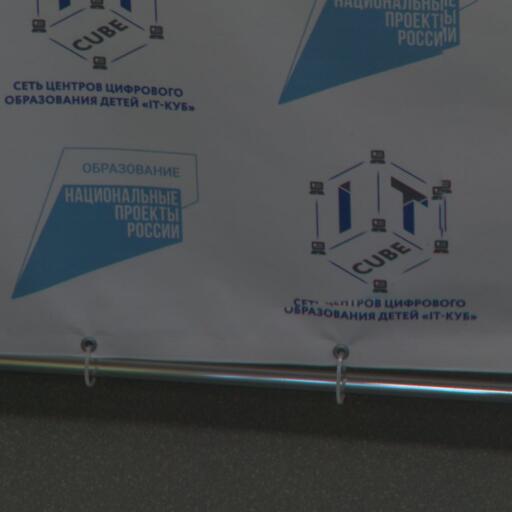 CUBE
СЕТЬ ЦЕНТРОВ ЦИФРОВОГО
ОБРАЗОВАНИЯ ДЕТЕЙ «IT-КУБ»
НАЦИОНАЛЬНЫЕ
ПРОЕКТЫ
РОССИИ
ОБРАЗОВАНИЕ
НАЦИОНАЛЬНЫЕ
ПРОЕКТЫ
РОССИИ
IT
CUBE
СЕТЬ ЦЕНТРОВ ЦИФРОВОГО
ОБРАЗОВАНИЯ ДЕТЕЙ «IT-КУБ»